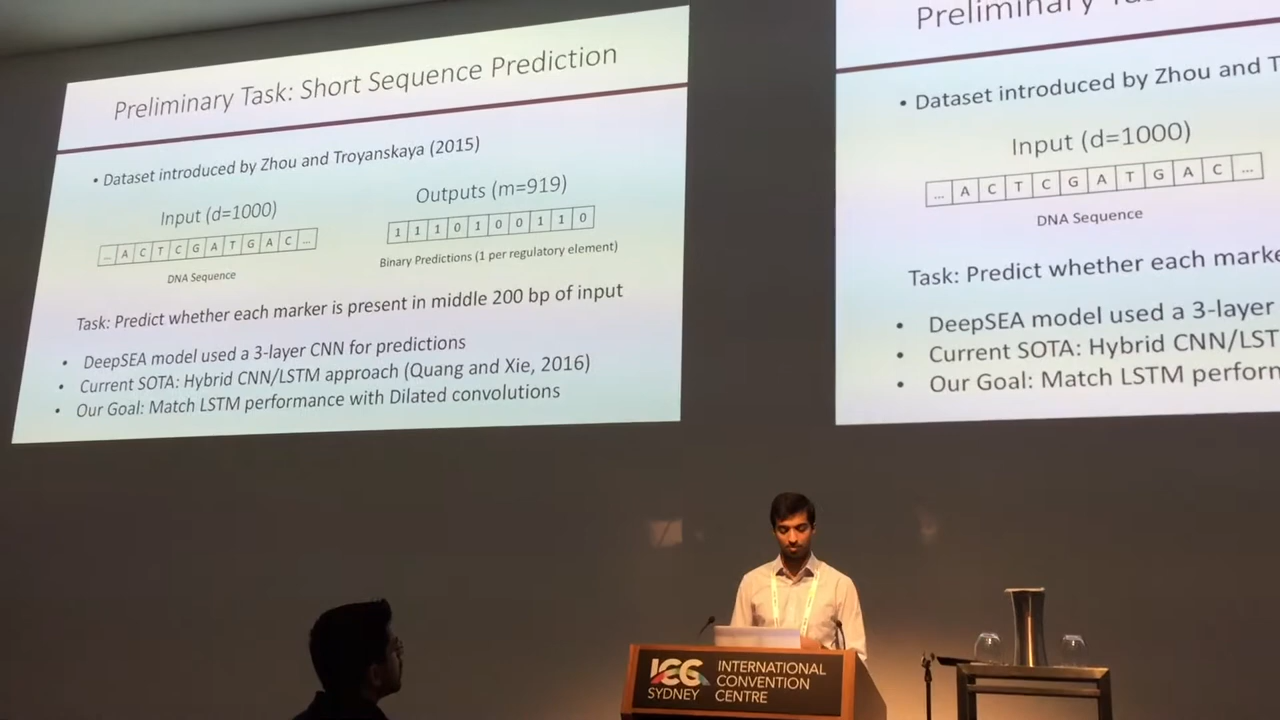 Preliminary Task: Short Sequence Prediction
• Dataset introduced by Zhou and Troyanskaya (2015)
Input (d=1000)
... A C T C G A T G A C ...
DNA Sequence
Outputs (m=919)
1 1 1 0 1 0 0 1 1 0
Binary Predictions (1 per regulatory element)
Task: Predict whether each marker is present in middle 200 bp of input
• DeepSEA model used a 3-layer CNN for predictions
• Current SOTA: Hybrid CNN/LSTM approach (Quang and Xie, 2016)
• Our Goal: Match LSTM performance with Dilated convolutions
Preliminary
• Dataset introduced by Zhou and T
Input (d=1000)
... A C T C G A T G A C ...
DNA Sequence
Task: Predict whether each marke
• DeepSEA model used a 3-layer
• Current SOTA: Hybrid CNN/LST
• Our Goal: Match LSTM perform
ICC
SYDNEY
INTERNATIONAL
CONVENTION
CENTRE